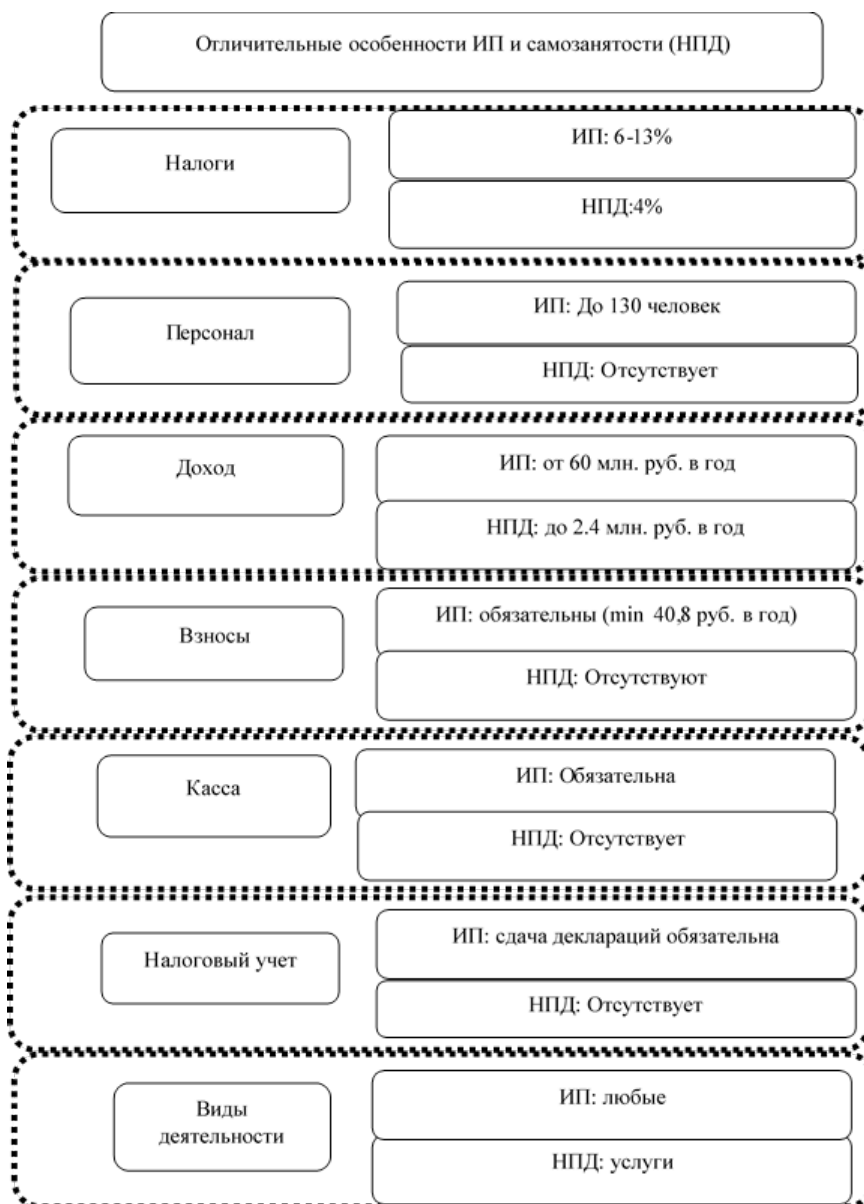 Отличительные особенности ИП и самозанятости (НПД)
Налоги
ИП: 6-13%
НПД:4%
Персонал
ИП: До 130 человек
НПД: Отсутствует
Доход
ИП: от 60 млн. руб. в год
НПД: до 2.4 млн. руб. в год
Взносы
ИП: обязательны (min 40,8 руб. в год)
НПД: Отсутствуют
Касса
ИП: Обязательна
НПД: Отсутствует
Налоговый учет
ИП: сдача деклараций обязательна
НПД: Отсутствует
Виды
деятельности
ИП: любые
НПД: услуги